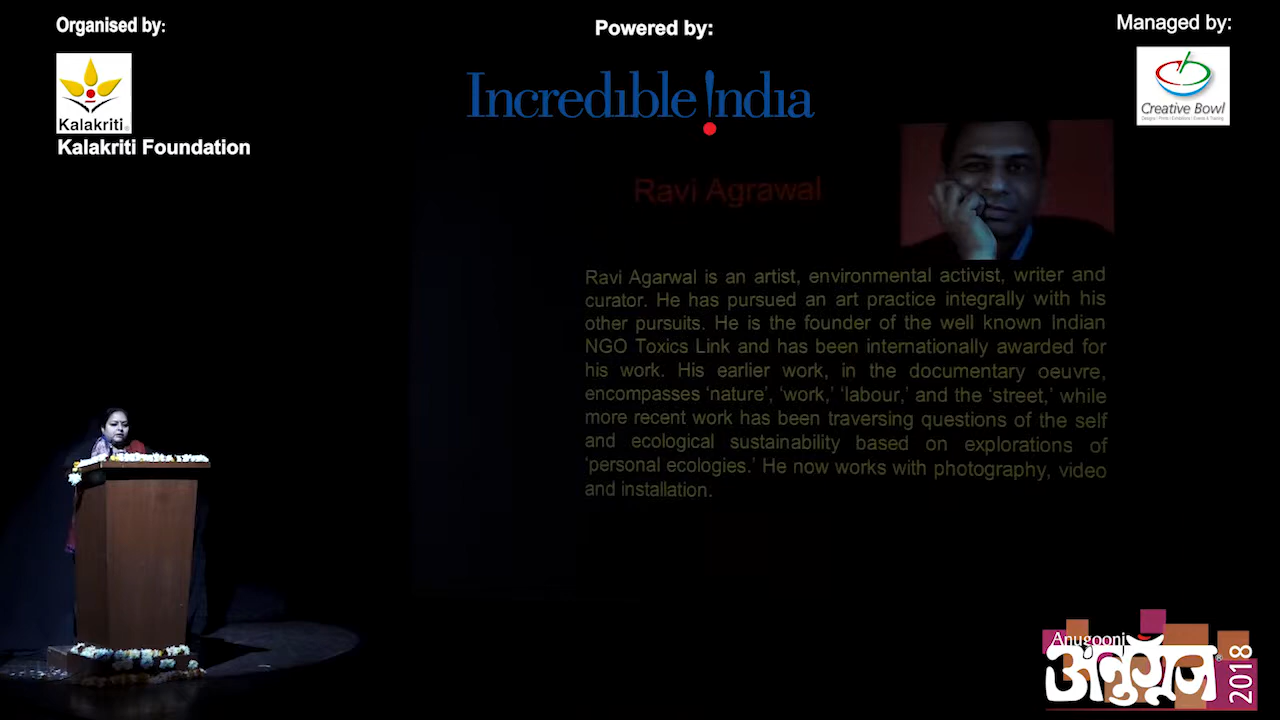 Organised by:
Kalakriti
Kalakriti Foundation
Powered by:
Incredıble !ndıa
Managed by:
Creative Bowl
Ravi Agrawal
Ravi Agarwal is an artist, environmental activist, writer and
curator. He has pursued an art practice integrally with his
other pursuits. He is the founder of the well known Indian
NGO Toxics Link and has been internationally awarded for
his work. His earlier work, in the documentary oeuvre,
encompasses ‘nature’, ‘work,’ ‘labour,’ and the ‘street,’ while
more recent work has been traversing questions of the self
and ecological sustainability based on explorations of
‘personal ecologies.’ He now works with photography, video
and installation.
Anugoonj
अनुगूँज
2018